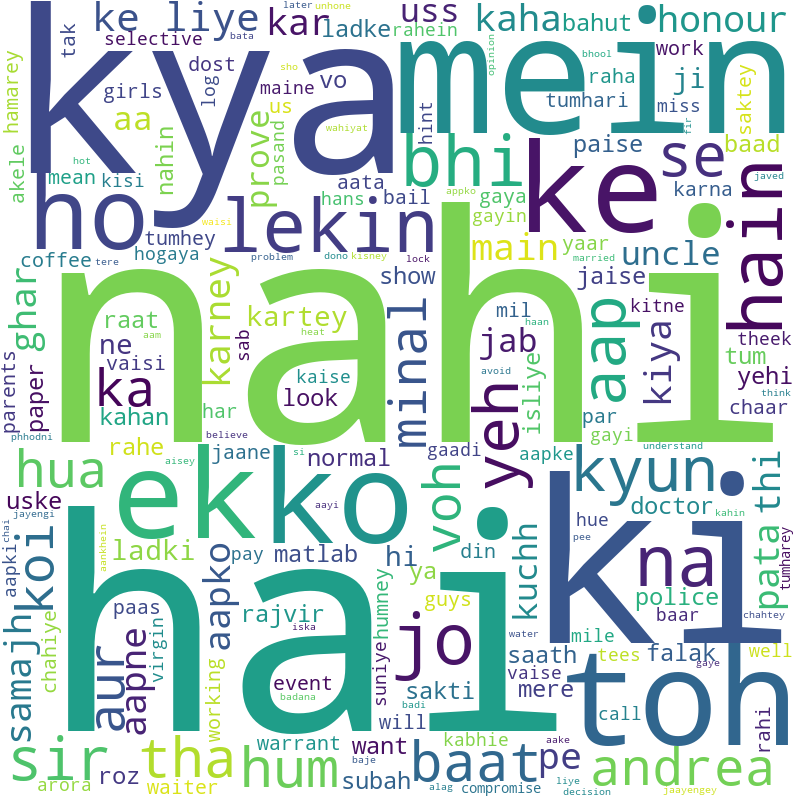 later unhone
bata
tak
ke liye
kar
uss
kaha
honour
selective
ladke
rahein
bahut
hamarey
kya
mein
dost
log
girls
maine
vo
sho
hint
bhool
opinion
work
raha
ji
tumhari
miss
saktey
aa
us
fir
akele
mean
hot
kisi
nahin
prove
pasand
wahiyat
bhi
paise
se
baad
aata
hans
bail
gaya
ke
karna
javed
ho
waisi
lekin
appko
gayin
hain
tumhey
main
yaar
uncle
coffee
hogaya
tere
problem
dono
kisney
lock
married
ghar
nahi
karney
show
jaise
minal
aap
mil
haan
kitne
raat
aam
kartey
sab
heat
jab
kiya
theek
parents
paper
ne
vaisi
ka
har
kaise
look
avoid
yeh
isliye
par
tum
yehi
think
chaar
kahan
gayi
phhodni
rahe
jaane
believe
normal
gaadi
aapke
understand
hua
aisey
ekko
si
voh
kyun
thi
kahin
uske
jayengi
aayi
hai
ki
doctor
pata
chai
aapki
koi
aankhein
ladki
pay
matlab
hi
din
kuchh
hue
na
pee
tumharey
samajh
chahiye
paas
virgin
aapko
rajvir
humney
ya
guys
police
baar
chahtey
aur
aapne
iska
jo
water
saath
mile
tees
falak
well
working
event
badana
suniye
sakti
badi
vaise
mere
gaye
toh
call
rahi
sir
tha
warrant
want
will
kabhie
pe
aake
arora
roz
waiter
hum
baje
subah
baat
alag
compromise
liye
decision
andrea
jaayengey